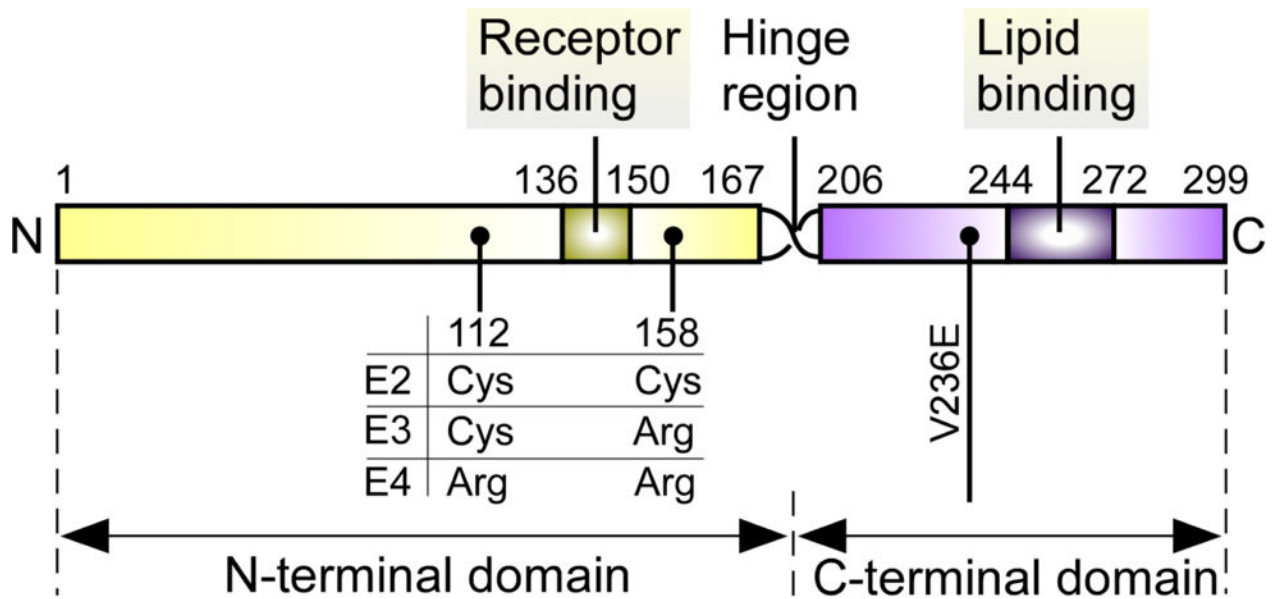 Receptor binding
Hinge region
Lipid binding
1 136 150 167 206 244 272 299
N C
112 158
E2 Cys Cys
E3 Cys Arg
E4 Arg Arg
V236E
N-terminal domain C-terminal domain